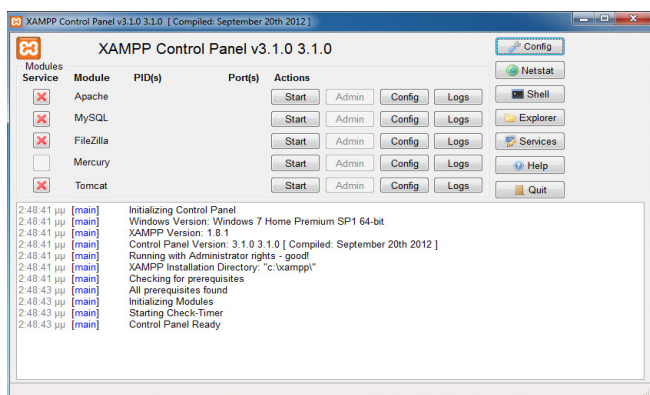 XAMPP Control Panel v3.1.0 3.1.0 [ Compiled: September 20th 2012 ]
XAMPP Control Panel v3.1.0 3.1.0
Config
Modules
Service Module PID(s) Port(s) Actions
Netstat
Apache Start Admin Config Logs
Shell
MySQL Start Admin Config Logs
Explorer
FileZilla Start Admin Config Logs
Services
Mercury Start Admin Config Logs
Help
Tomcat Start Admin Config Logs
Quit
2:48:41 μμ [main] Initializing Control Panel
2:48:41 μμ [main] Windows Version: Windows 7 Home Premium SP1 64-bit
2:48:41 μμ [main] XAMPP Version: 1.8.1
2:48:41 μμ [main] Control Panel Version: 3.1.0 3.1.0 [ Compiled: September 20th 2012 ]
2:48:41 μμ [main] Running with Administrator rights - good!
2:48:41 μμ [main] XAMPP Installation Directory: "c:\xampp\"
2:48:41 μμ [main] Checking for prerequisites
2:48:43 μμ [main] All prerequisites found
2:48:43 μμ [main] Initializing Modules
2:48:43 μμ [main] Starting Check-Timer
2:48:43 μμ [main] Control Panel Ready